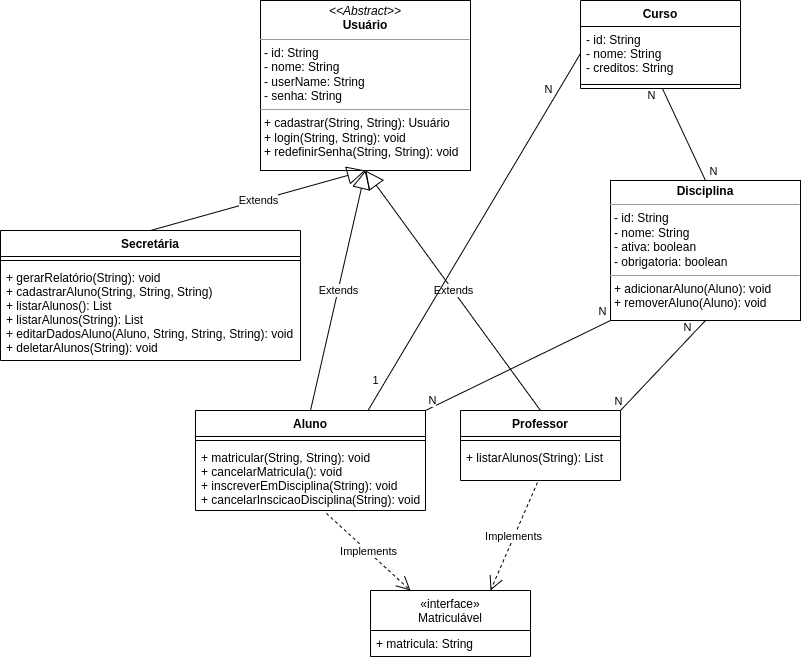 <<Abstract>>
Usuário
- id: String
- nome: String
- userName: String
- senha: String
+ cadastrar(String, String): Usuário
+ login(String, String): void
+ redefinirSenha(String, String): void
Curso
- id: String
- nome: String
- creditos: String
N
N
N
Disciplina
- id: String
- nome: String
- ativa: boolean
- obrigatoria: boolean
+ adicionarAluno(Aluno): void
+ removerAluno(Aluno): void
Extends
Secretária
+ gerarRelatório(String): void
+ cadastrarAluno(String, String, String)
+ listarAlunos(): List
+ listarAlunos(String): List
+ editarDadosAluno(Aluno, String, String, String): void
+ deletarAlunos(String): void
Extends
Extends
N
N
1
N
N
Aluno
+ matricular(String, String): void
+ cancelarMatricula(): void
+ inscreverEmDisciplina(String): void
+ cancelarInscicaoDisciplina(String): void
Professor
+ listarAlunos(String): List
Implements
Implements
«interface»
Matriculável
+ matricula: String